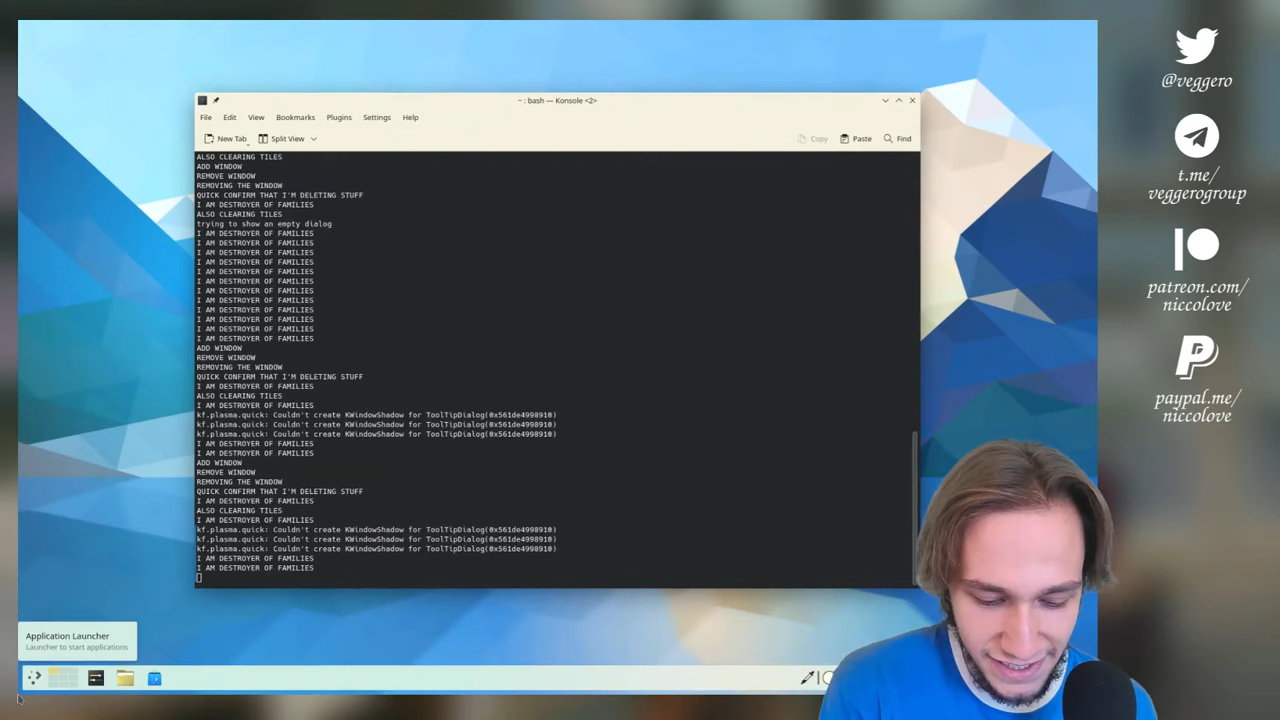 ~ : bash — Konsole <2>
File Edit View Bookmarks Plugins Settings Help
New Tab Split View Copy Paste Find
ALSO CLEARING TILES
ADD WINDOW
REMOVE WINDOW
REMOVING THE WINDOW
QUICK CONFIRM THAT I'M DELETING STUFF
I AM DESTROYER OF FAMILIES
ALSO CLEARING TILES
trying to show an empty dialog
I AM DESTROYER OF FAMILIES
I AM DESTROYER OF FAMILIES
I AM DESTROYER OF FAMILIES
I AM DESTROYER OF FAMILIES
I AM DESTROYER OF FAMILIES
I AM DESTROYER OF FAMILIES
I AM DESTROYER OF FAMILIES
I AM DESTROYER OF FAMILIES
I AM DESTROYER OF FAMILIES
I AM DESTROYER OF FAMILIES
I AM DESTROYER OF FAMILIES
I AM DESTROYER OF FAMILIES
ADD WINDOW
REMOVE WINDOW
REMOVING THE WINDOW
QUICK CONFIRM THAT I'M DELETING STUFF
I AM DESTROYER OF FAMILIES
ALSO CLEARING TILES
I AM DESTROYER OF FAMILIES
kf.plasma.quick: Couldn't create KWindowShadow for ToolTipDialog(0x561de4998910)
kf.plasma.quick: Couldn't create KWindowShadow for ToolTipDialog(0x561de4998910)
kf.plasma.quick: Couldn't create KWindowShadow for ToolTipDialog(0x561de4998910)
I AM DESTROYER OF FAMILIES
I AM DESTROYER OF FAMILIES
ADD WINDOW
REMOVE WINDOW
REMOVING THE WINDOW
QUICK CONFIRM THAT I'M DELETING STUFF
I AM DESTROYER OF FAMILIES
ALSO CLEARING TILES
I AM DESTROYER OF FAMILIES
kf.plasma.quick: Couldn't create KWindowShadow for ToolTipDialog(0x561de4998910)
kf.plasma.quick: Couldn't create KWindowShadow for ToolTipDialog(0x561de4998910)
kf.plasma.quick: Couldn't create KWindowShadow for ToolTipDialog(0x561de4998910)
I AM DESTROYER OF FAMILIES
I AM DESTROYER OF FAMILIES
Application Launcher
Launcher to start applications
@veggero
t.me/
veggerogroup
patreon.com/
niccolove
paypal.me/
niccolove